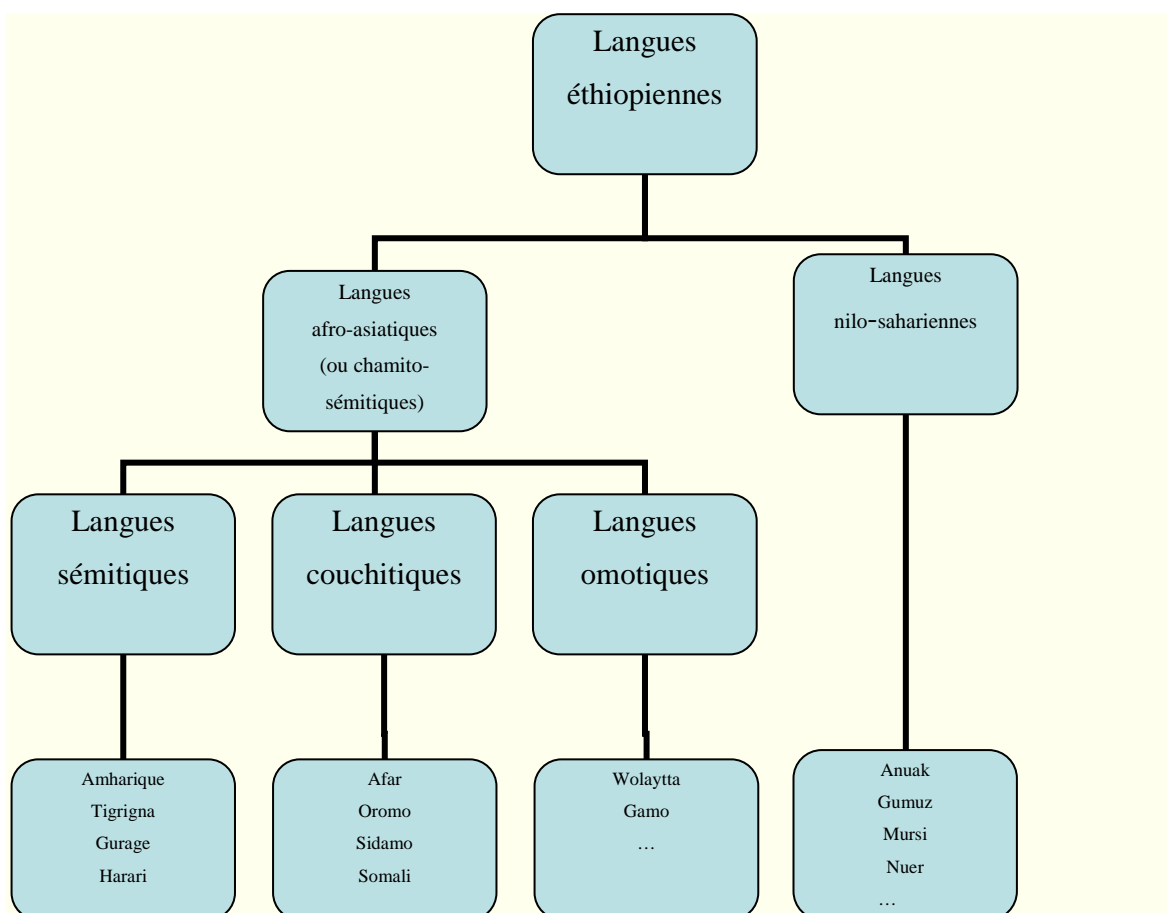 Langues
éthiopiennes
Langues
afro-asiatiques
(ou chamito-
sémitiques)
Langues
nilo-sahariennes
Langues
sémitiques
Langues
couchitiques
Langues
omotiques
Amharique
Tigrigna
Gurage
Harari
Afar
Oromo
Sidamo
Somali
Wolaytta
Gamo
…
Anuak
Gumuz
Mursi
Nuer
…